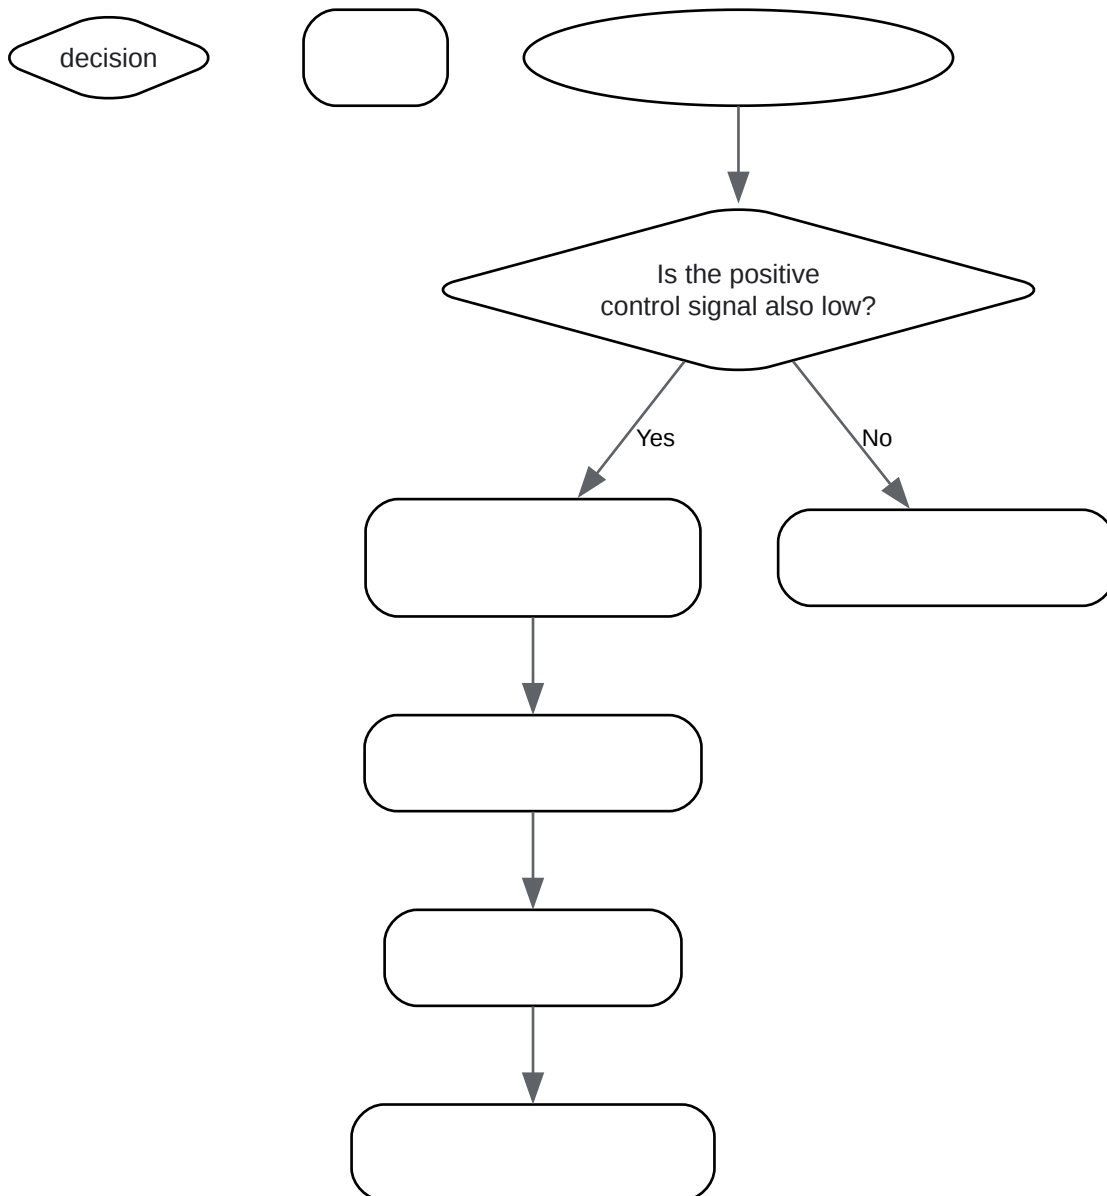 decision
Is the positive
control signal also low?
Yes
No